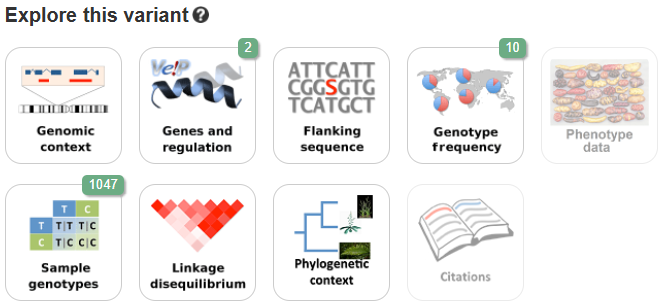 Explore this variant ?
2
10
Ve!P
ATTCATT
CGGSGTG
TCATGCT
Genomic
context
Genes and
regulation
Flanking
sequence
Genotype
frequency
Phenotype
data
1047
T C
T T|T T|C
C C|T C|C
Sample
genotypes
Linkage
disequilibrium
Phylogenetic
context
Citations